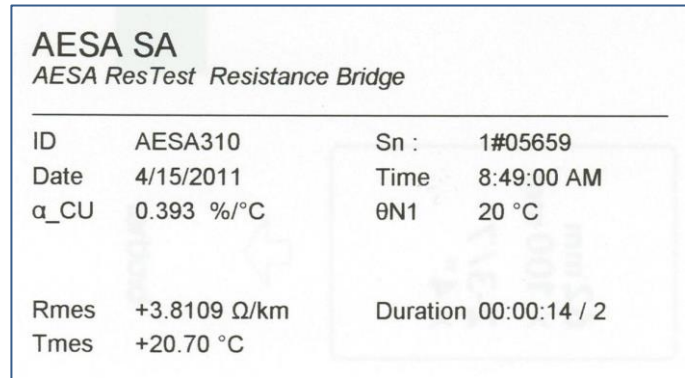 AESA SA
AESA ResTest Resistance Bridge
ID AESA310 Sn : 1#05659
Date 4/15/2011 Time 8:49:00 AM
α_CU 0.393 %/°C θN1 20 °C
Rmes +3.8109 Ω/km Duration 00:00:14 / 2
Tmes +20.70 °C